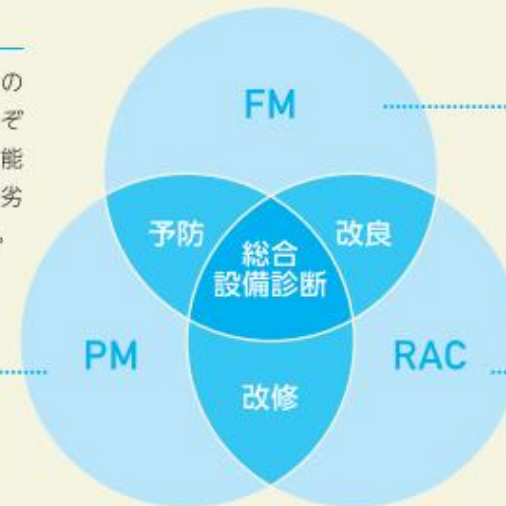 の
ぞ
能
劣
。
FM
予防
改良
総合
設備診断
PM
RAC
改修